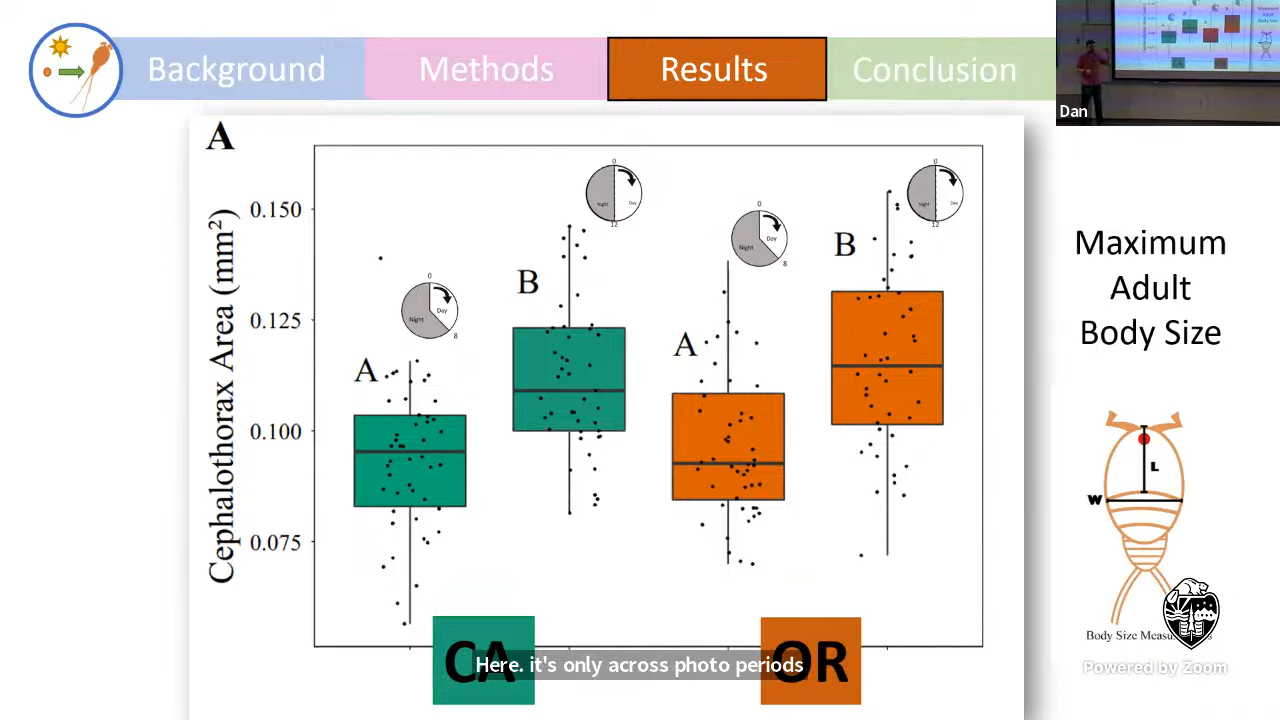 Background
Methods
Results
Conclusion
Dan
A
Cephalothorax Area (mm²)
0.150
0.125
0.100
0.075
A
0
Night
Day
8
B
0
Night
Day
12
A
0
Night
Day
8
B
0
Night
Day
12
Maximum
Adult
Body Size
L
W
Body Size Meas
CA
OR
Here. it's only across photo periods
Powered by Zoom